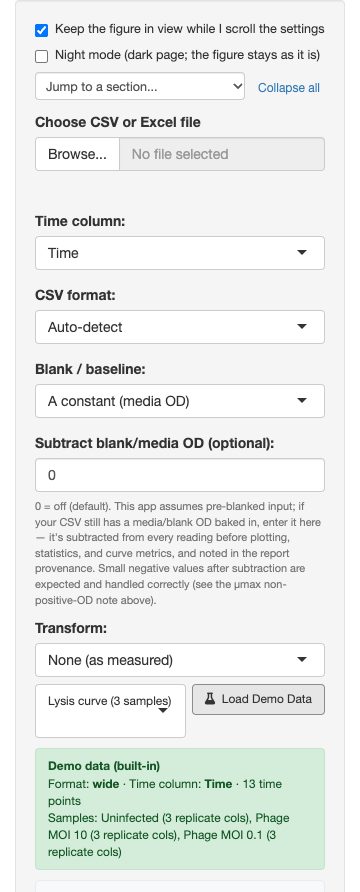 Keep the figure in view while I scroll the settings
Night mode (dark page; the figure stays as it is)
Jump to a section...
Collapse all
Choose CSV or Excel file
Browse...
No file selected
Time column:
Time
CSV format:
Auto-detect
Blank / baseline:
A constant (media OD)
Subtract blank/media OD (optional):
0
0 = off (default). This app assumes pre-blanked input; if
your CSV still has a media/blank OD baked in, enter it here
— it's subtracted from every reading before plotting,
statistics, and curve metrics, and noted in the report
provenance. Small negative values after subtraction are
expected and handled correctly (see the µmax non-
positive-OD note above).
Transform:
None (as measured)
Lysis curve (3 samples)
Load Demo Data
Demo data (built-in)
Format: wide · Time column: Time · 13 time
points
Samples: Uninfected (3 replicate cols), Phage
MOI 10 (3 replicate cols), Phage MOI 0.1 (3
replicate cols)